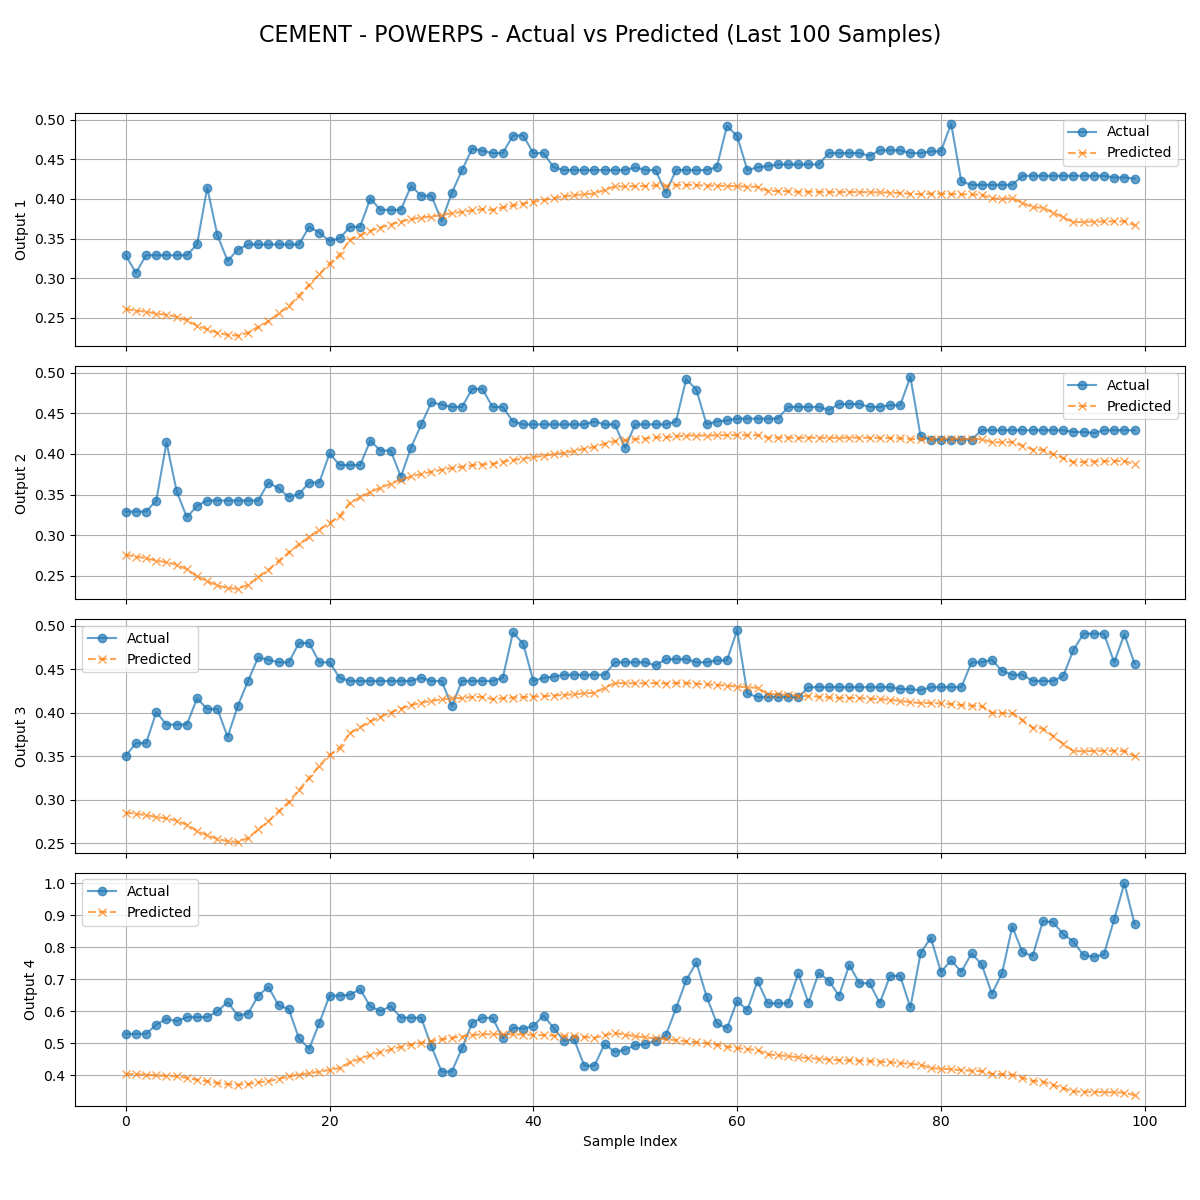 CEMENT - POWERPS - Actual vs Predicted (Last 100 Samples)
0.50
0.45
0.40
0.35
0.30
0.25
Output 1
Actual
Predicted
0.50
0.45
0.40
0.35
0.30
0.25
Output 2
Actual
Predicted
0.50
0.45
0.40
0.35
0.30
0.25
Output 3
Actual
Predicted
1.0
0.9
0.8
0.7
0.6
0.5
0.4
Output 4
Actual
Predicted
0 20 40 60 80 100
Sample Index